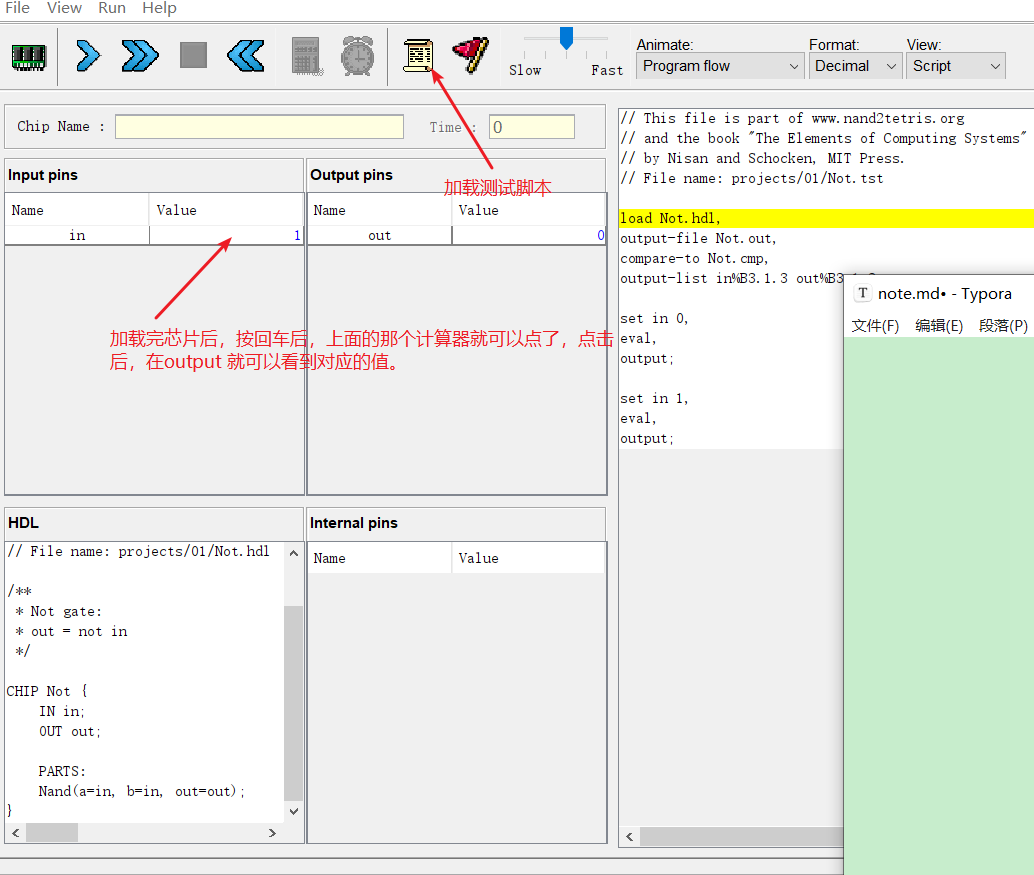 File View Run Help
Animate: Format: View:
Slow Fast Program flow Decimal Script
Chip Name : Time : 0
加载测试脚本
Input pins
Name Value
in 1
Output pins
Name Value
out 0
加载完芯片后，按回车后，上面的那个计算器就可以点了，点击
后，在output 就可以看到对应的值。
HDL
// File name: projects/01/Not.hdl
/**
* Not gate:
* out = not in
*/
CHIP Not {
IN in;
OUT out;
PARTS:
Nand(a=in, b=in, out=out);
}
Internal pins
Name Value
// This file is part of www.nand2tetris.org
// and the book "The Elements of Computing Systems"
// by Nisan and Schocken, MIT Press.
// File name: projects/01/Not.tst
load Not.hdl,
output-file Not.out,
compare-to Not.cmp,
output-list in%B3.1.3
set in 0,
eval,
output;
set in 1,
eval,
output;
T note.md• - Typora
文件(F) 编辑(E) 段落(P)